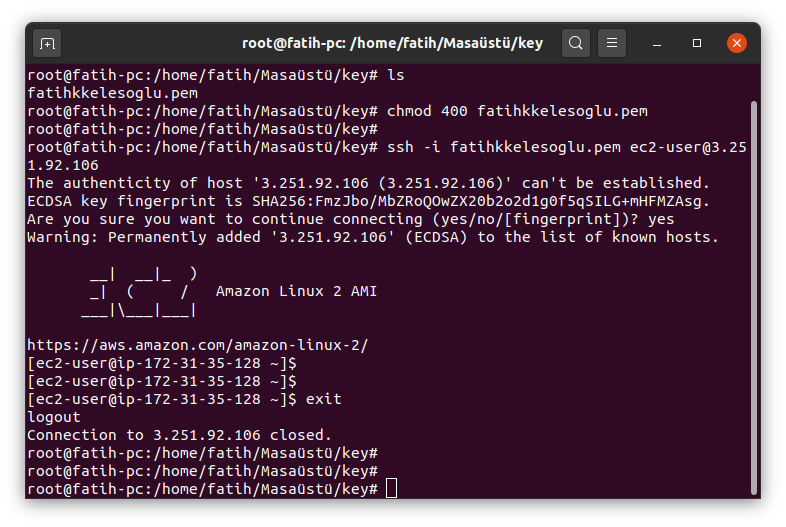 root@fatih-pc: /home/fatih/Masaüstü/key
root@fatih-pc:/home/fatih/Masaüstü/key# ls
fatihkkelesoglu.pem
root@fatih-pc:/home/fatih/Masaüstü/key# chmod 400 fatihkkelesoglu.pem
root@fatih-pc:/home/fatih/Masaüstü/key#
root@fatih-pc:/home/fatih/Masaüstü/key# ssh -i fatihkkelesoglu.pem ec2-user@3.25
1.92.106
The authenticity of host '3.251.92.106 (3.251.92.106)' can't be established.
ECDSA key fingerprint is SHA256:FmzJbo/MbZRoQOwZX20b2o2d1g0f5qSILG+mHFMZAsg.
Are you sure you want to continue connecting (yes/no/[fingerprint])? yes
Warning: Permanently added '3.251.92.106' (ECDSA) to the list of known hosts.
       __|  __|_  )
       _|  (     /   Amazon Linux 2 AMI
      ___|\___|___|
https://aws.amazon.com/amazon-linux-2/
[ec2-user@ip-172-31-35-128 ~]$
[ec2-user@ip-172-31-35-128 ~]$
[ec2-user@ip-172-31-35-128 ~]$ exit
logout
Connection to 3.251.92.106 closed.
root@fatih-pc:/home/fatih/Masaüstü/key#
root@fatih-pc:/home/fatih/Masaüstü/key#
root@fatih-pc:/home/fatih/Masaüstü/key#